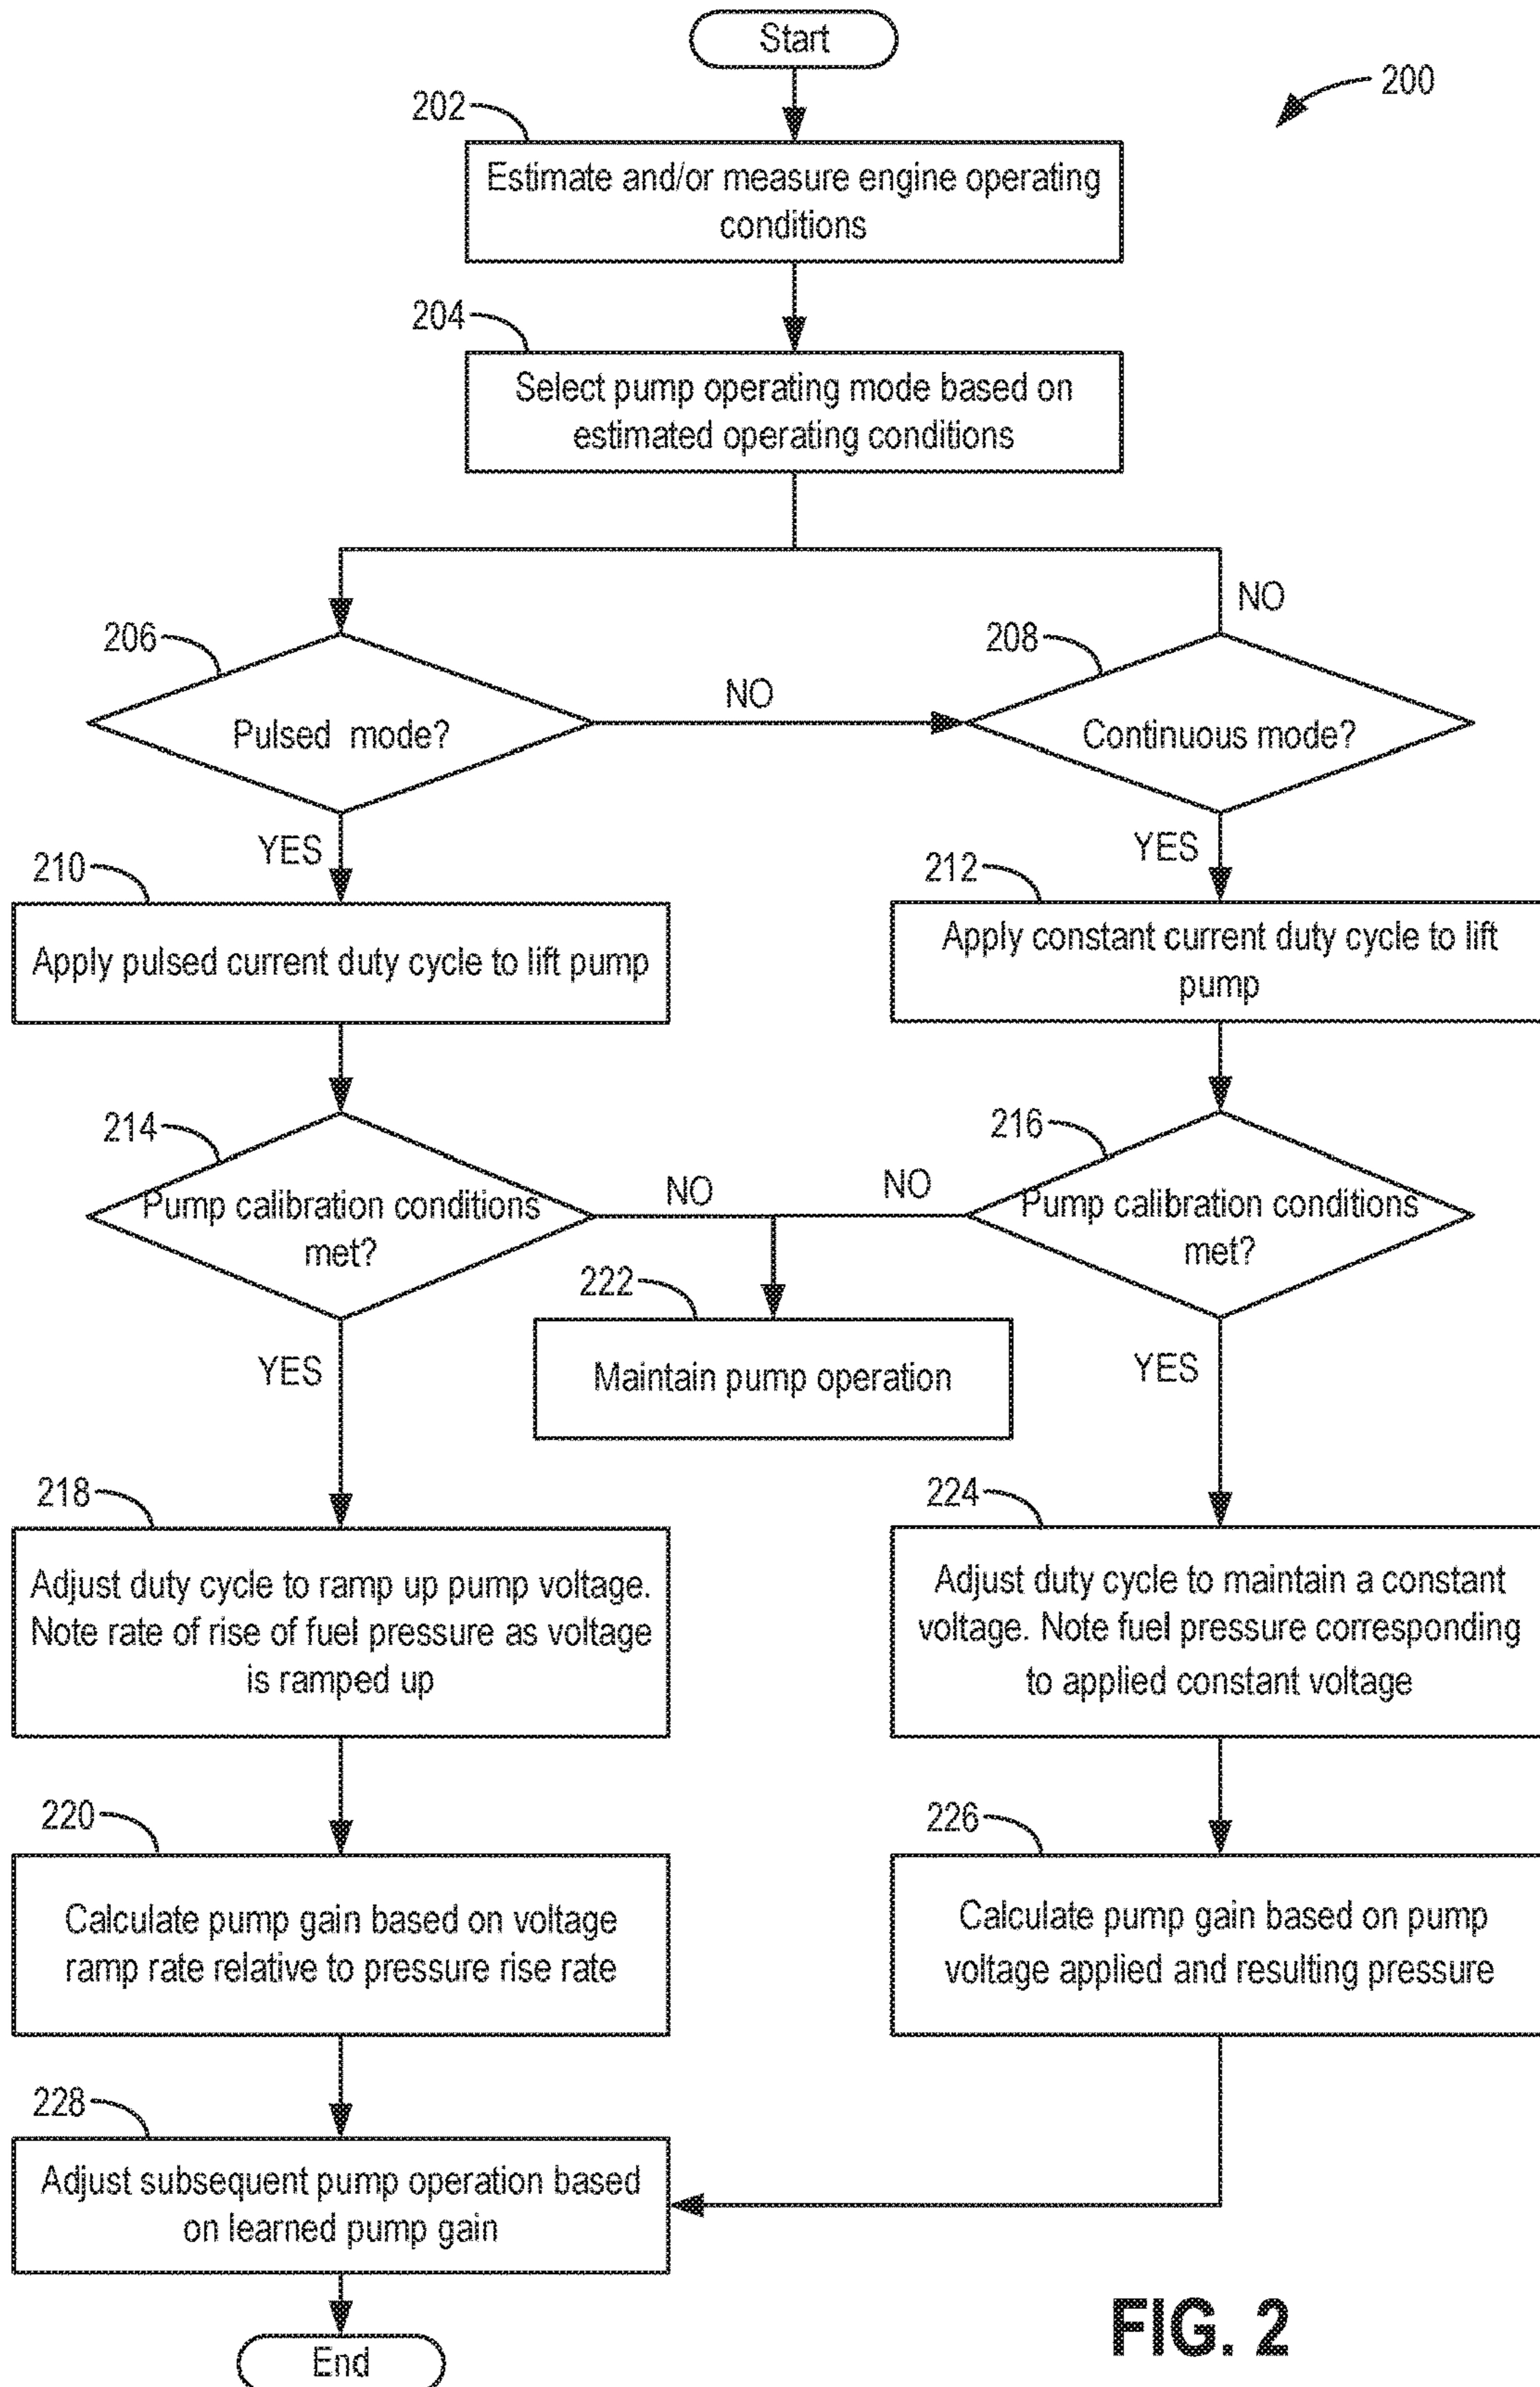 Start
200
202
Estimate and/or measure engine operating
conditions
204
Select pump operating mode based on
estimated operating conditions
NO
206
208
Pulsed mode?
NO
Continuous mode?
YES
YES
210
212
Apply pulsed current duty cycle to lift pump
Apply constant current duty cycle to lift
pump
214
216
Pump calibration conditions
met?
NO
NO
Pump calibration conditions
met?
222
Maintain pump operation
YES
YES
218
224
Adjust duty cycle to ramp up pump voltage.
Note rate of rise of fuel pressure as voltage
is ramped up
Adjust duty cycle to maintain a constant
voltage. Note fuel pressure corresponding
to applied constant voltage
220
226
Calculate pump gain based on voltage
ramp rate relative to pressure rise rate
Calculate pump gain based on pump
voltage applied and resulting pressure
228
Adjust subsequent pump operation based
on learned pump gain
End
FIG. 2